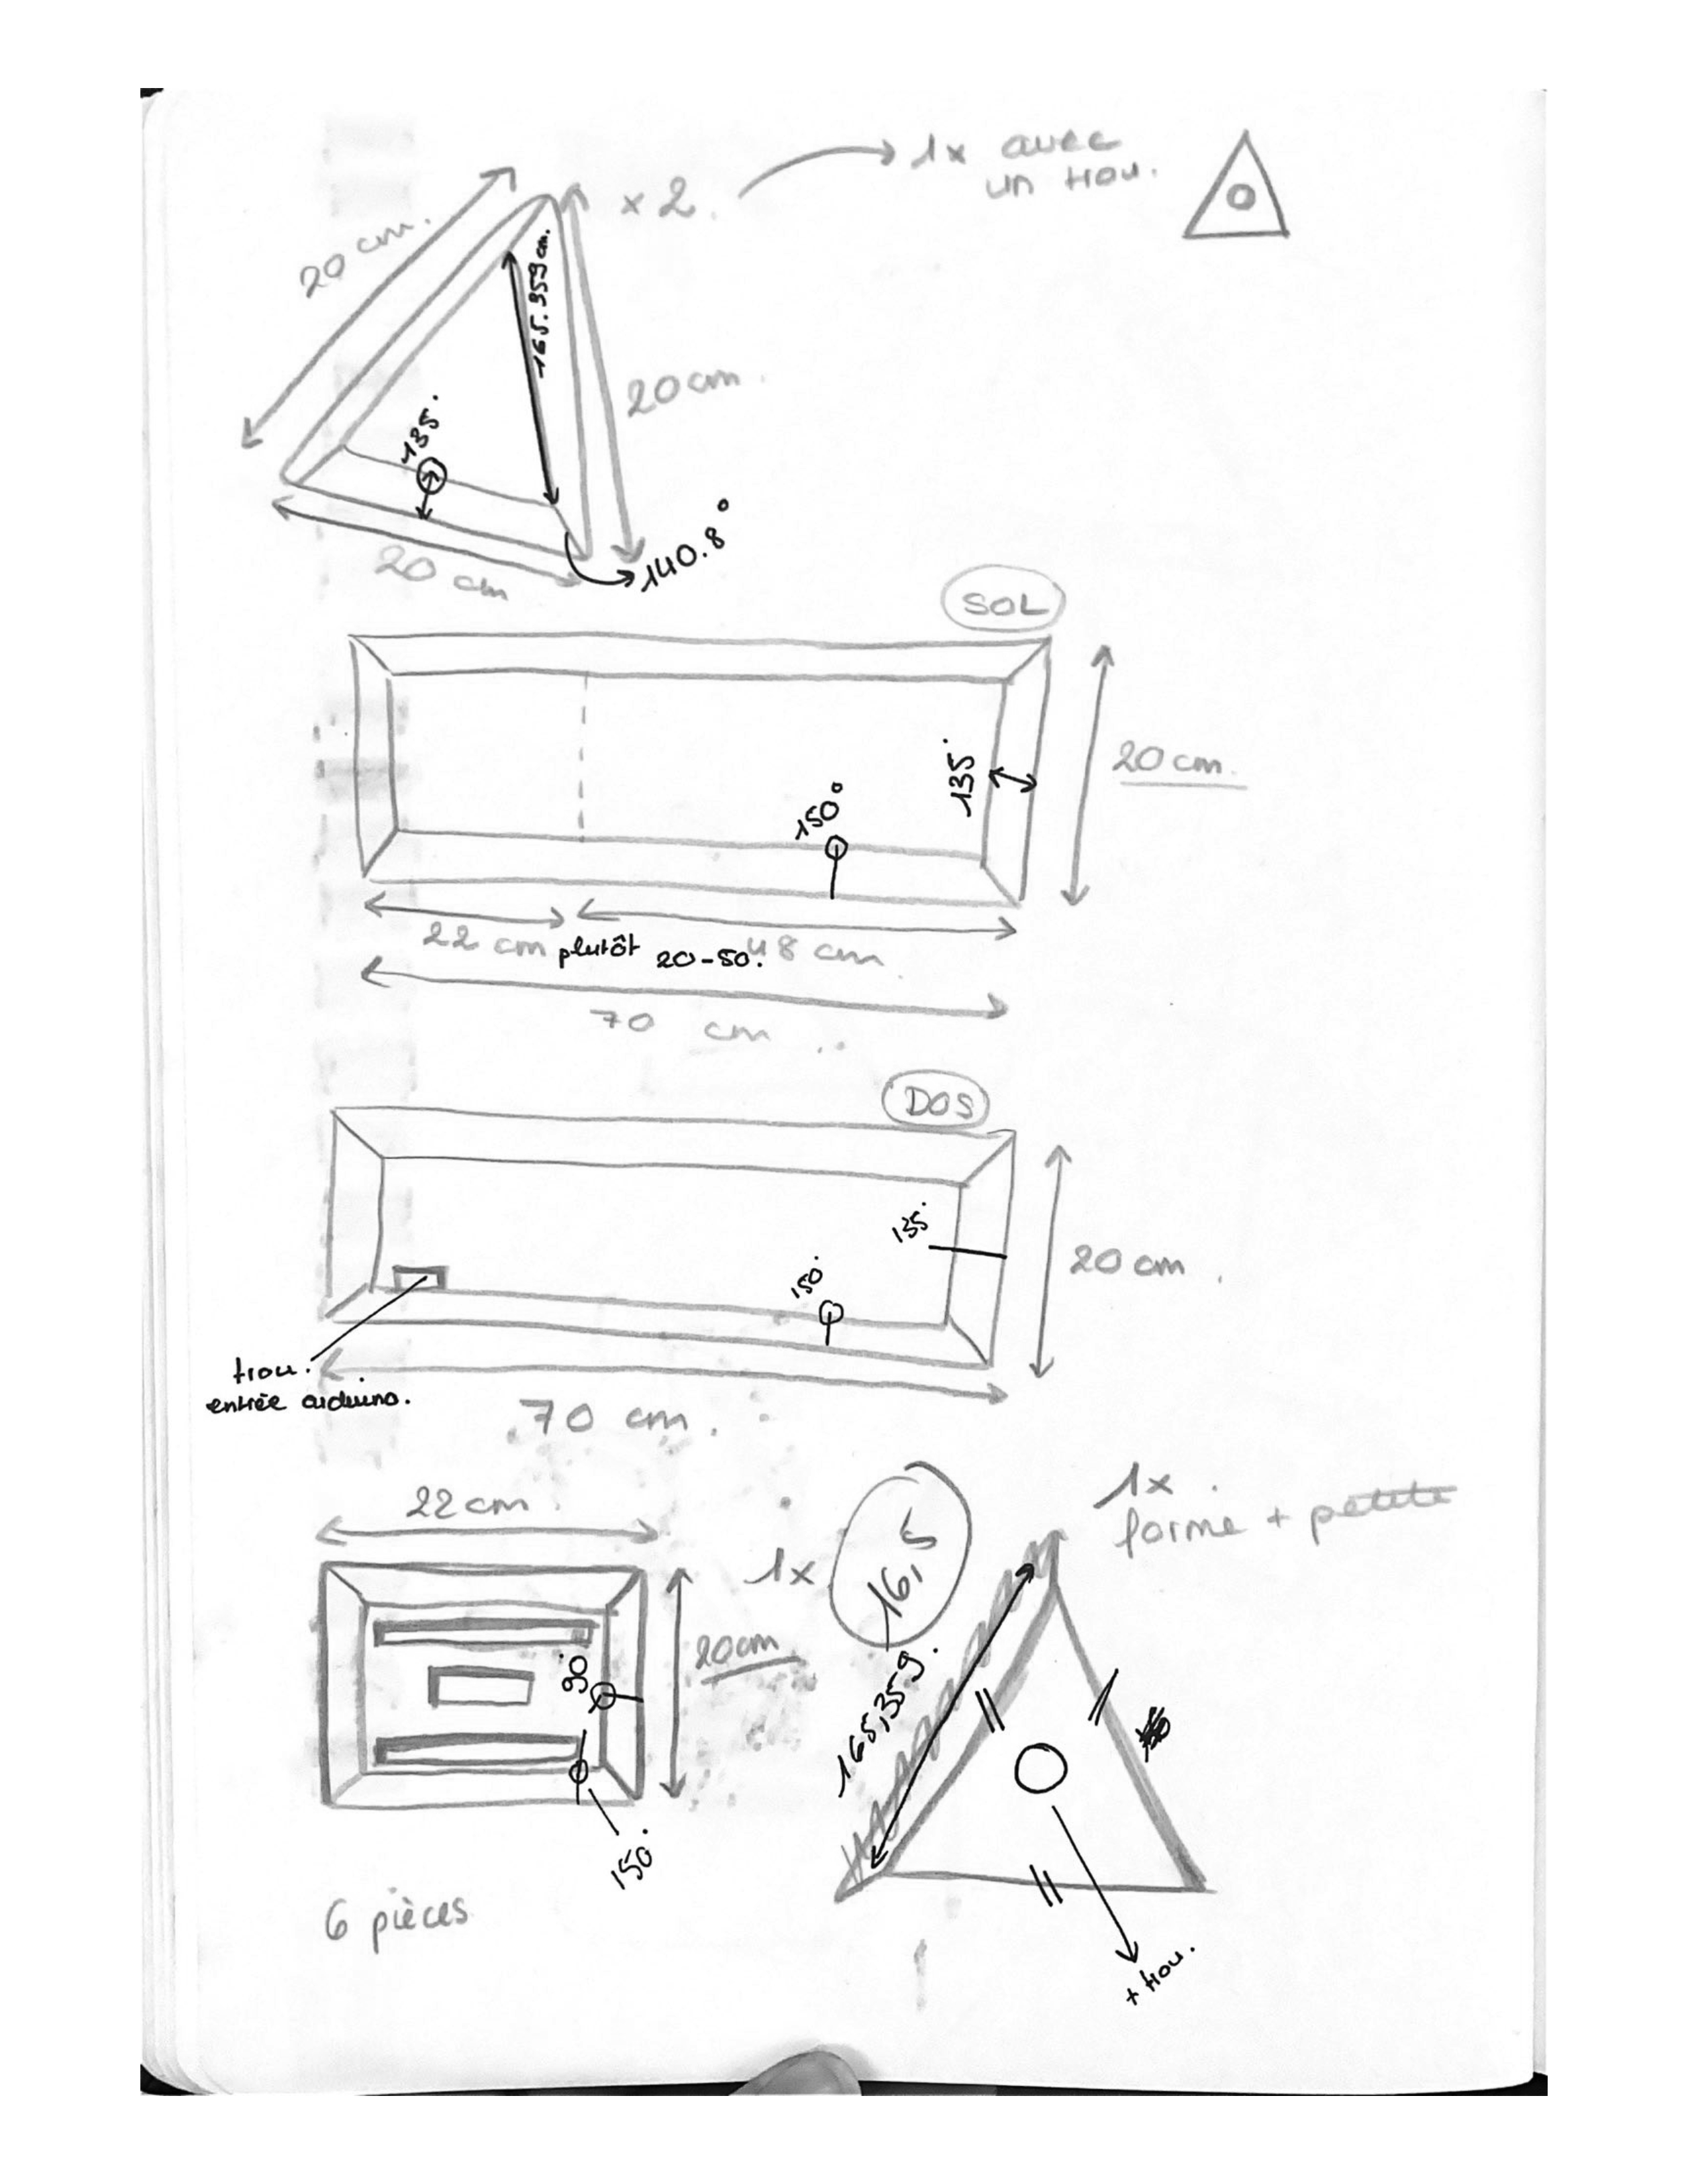 1x avec
un trou.
x 2.
20 cm.
165.359 cm.
20 cm.
135°
140.8°
20 cm
SOL
135°
150°
20 cm.
22 cm plutôt 20-50. 48 cm.
70 cm
DOS
135°
150°
20 cm.
trou.
entrée arduino.
70 cm.
22 cm.
1x
16,5
1x
forme + petite
20 cm
90°
165,359.
150°
6 pièces
+ trou.